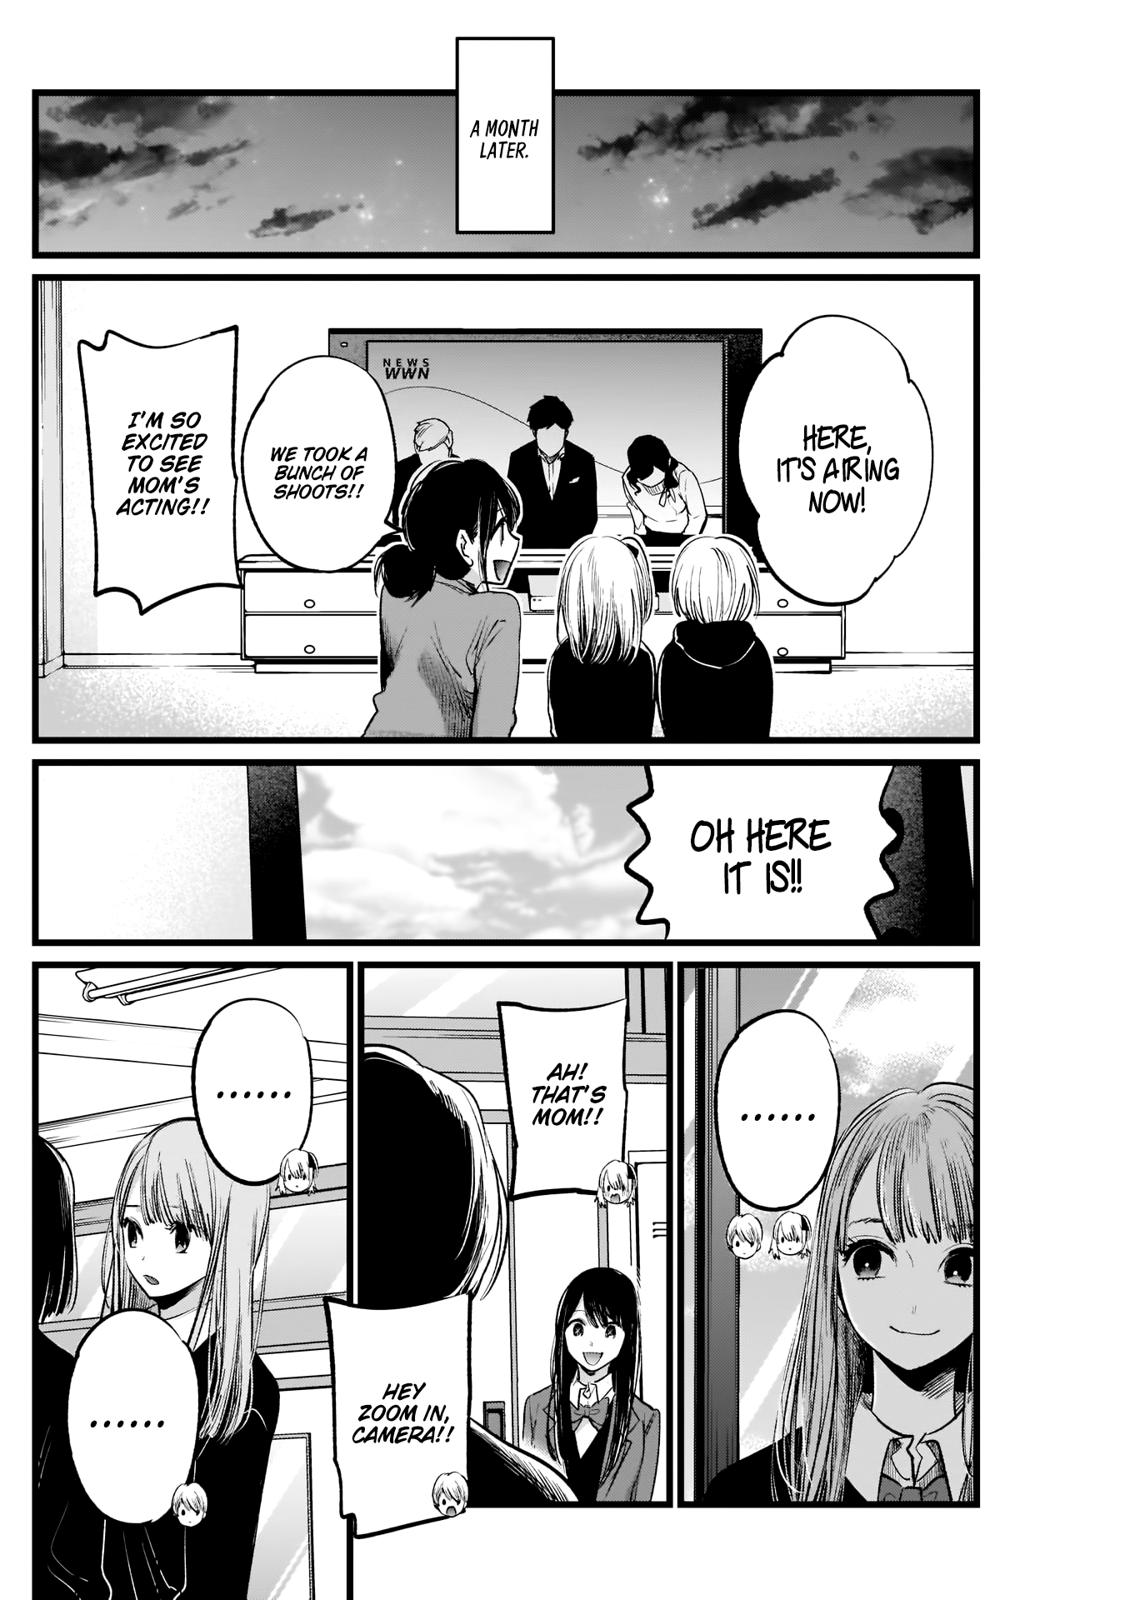 A MONTH
LATER.
HERE,
IT'S AIRING
NOW!
NEWS
WWN
WE TOOK A
BUNCH OF
SHOOTS!!
I'M SO
EXCITED
TO SEE
MOM'S
ACTING!!
OH HERE
IT IS!!
......
AH!
THAT'S
MOM!!
HEY
ZOOM IN,
CAMERA!!
......
......